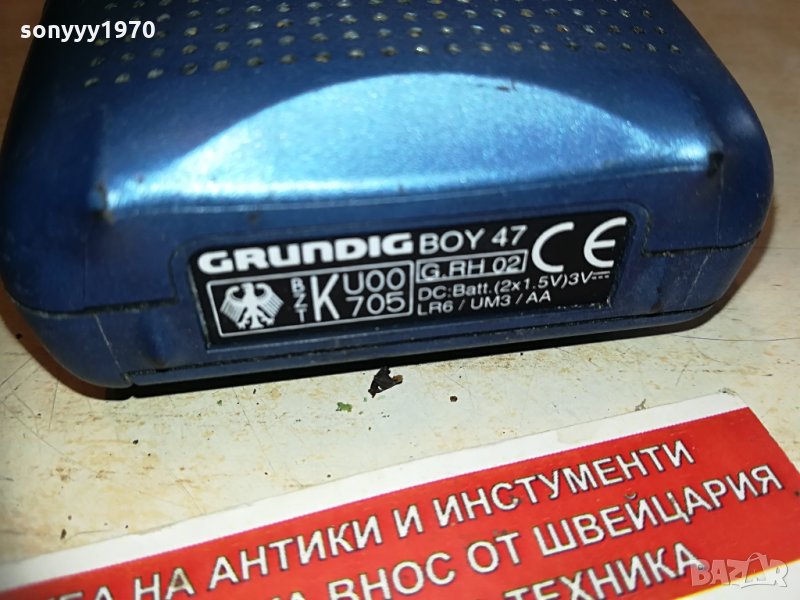 sonyyy1970
GRUNDIG BOY 47 CE
BZT K U00 705 G.RH 02
DC:Batt.(2x1.5V)3V
LR6 / UM3 / AA
НА АНТИКИ И ИНСТУМЕНТИ
ВНОС ОТ ШВЕЙЦАРИЯ
ТЕХНИКА
BAZAR